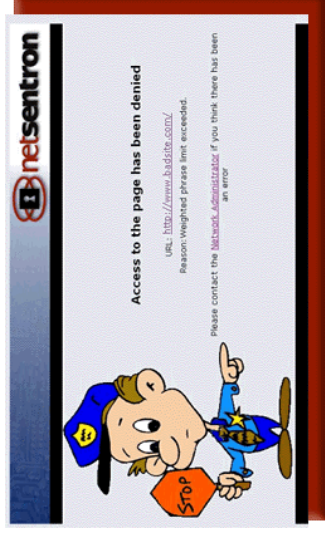 netsentron
Access to the page has been denied
URL: http://www.badsite.com/
Reason: Weighted phrase limit exceeded.
Please contact the Network Administrator if you think there has been
an error
STOP